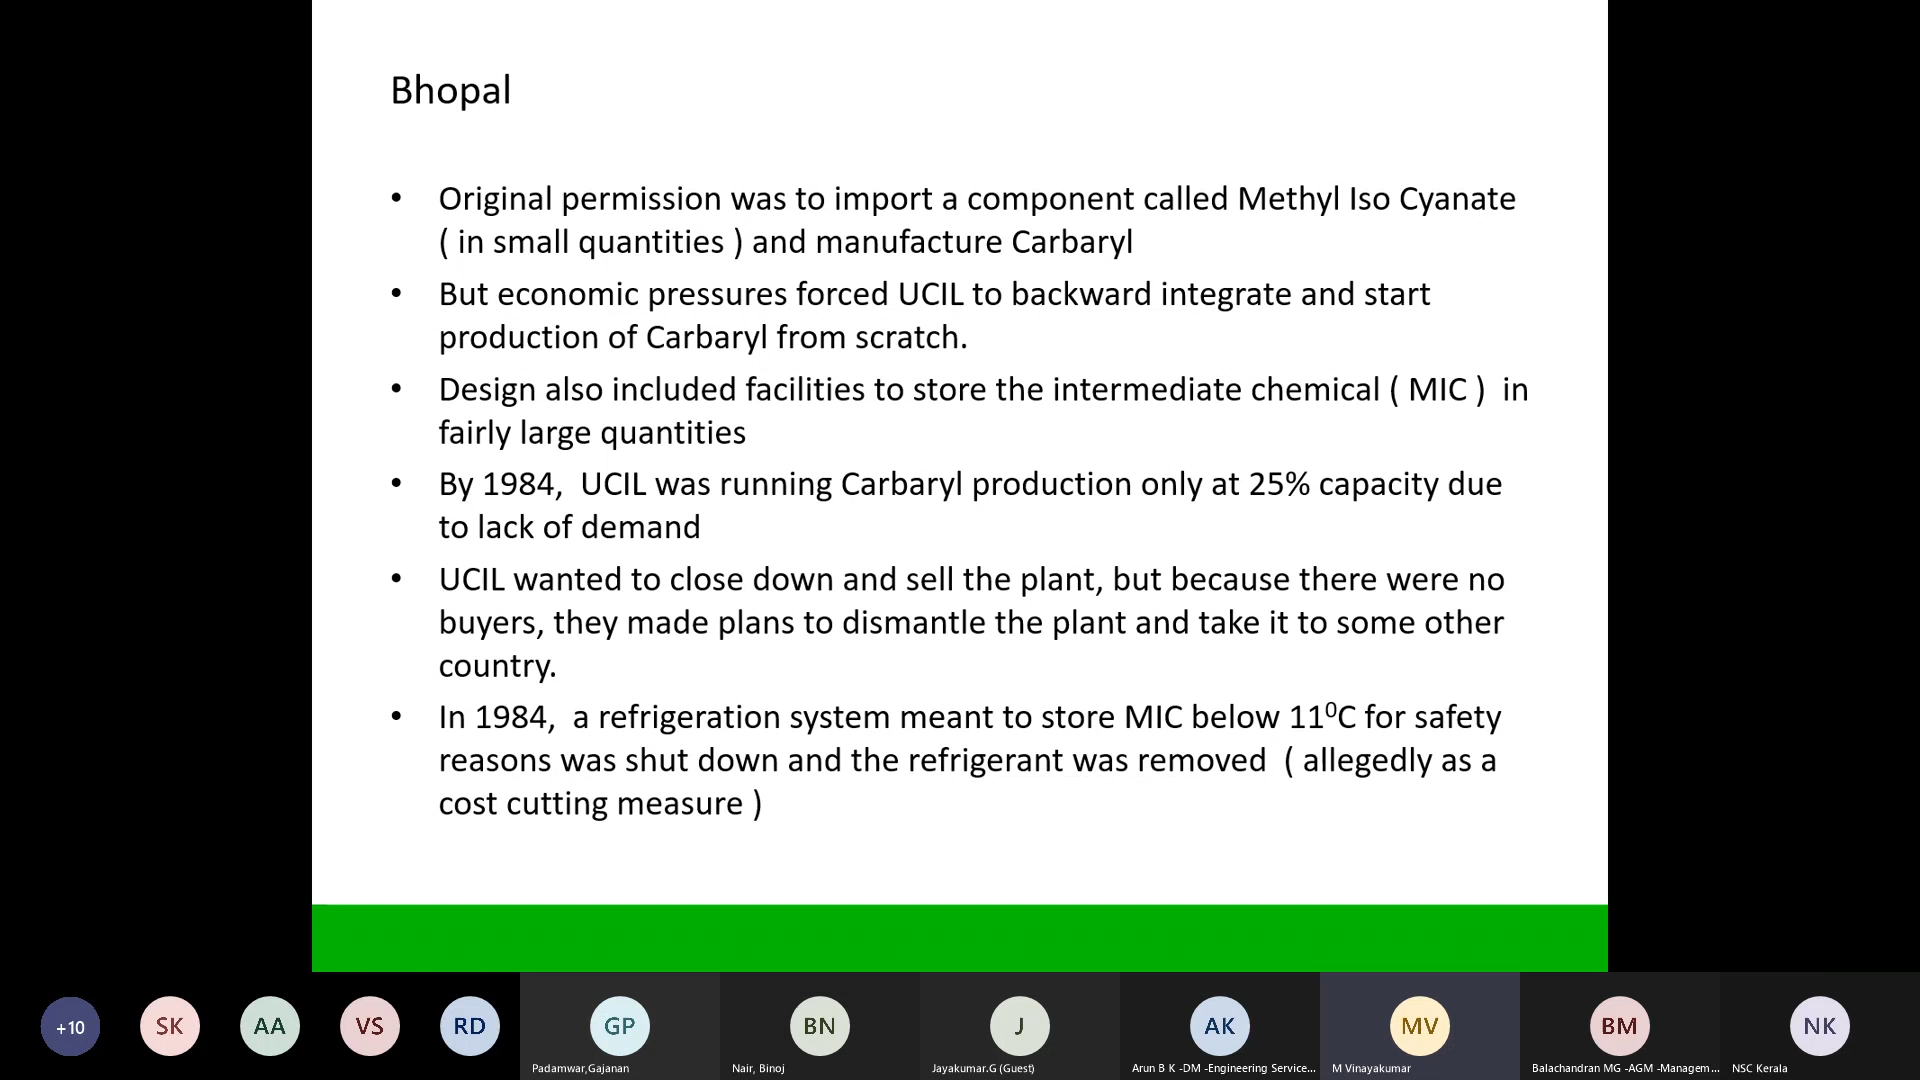 Bhopal
• Original permission was to import a component called Methyl Iso Cyanate
( in small quantities ) and manufacture Carbaryl
• But economic pressures forced UCIL to backward integrate and start
production of Carbaryl from scratch.
• Design also included facilities to store the intermediate chemical ( MIC )  in
fairly large quantities
• By 1984,  UCIL was running Carbaryl production only at 25% capacity due
to lack of demand
• UCIL wanted to close down and sell the plant, but because there were no
buyers, they made plans to dismantle the plant and take it to some other
country.
• In 1984,  a refrigeration system meant to store MIC below 11⁰C for safety
reasons was shut down and the refrigerant was removed  ( allegedly as a
cost cutting measure )
+10 SK AA VS RD GP BN J AK MV BM NK
Padamwar,Gajanan Nair, Binoj Jayakumar.G (Guest) Arun B K -DM -Engineering Service... M Vinayakumar Balachandran MG -AGM -Managem... NSC Kerala